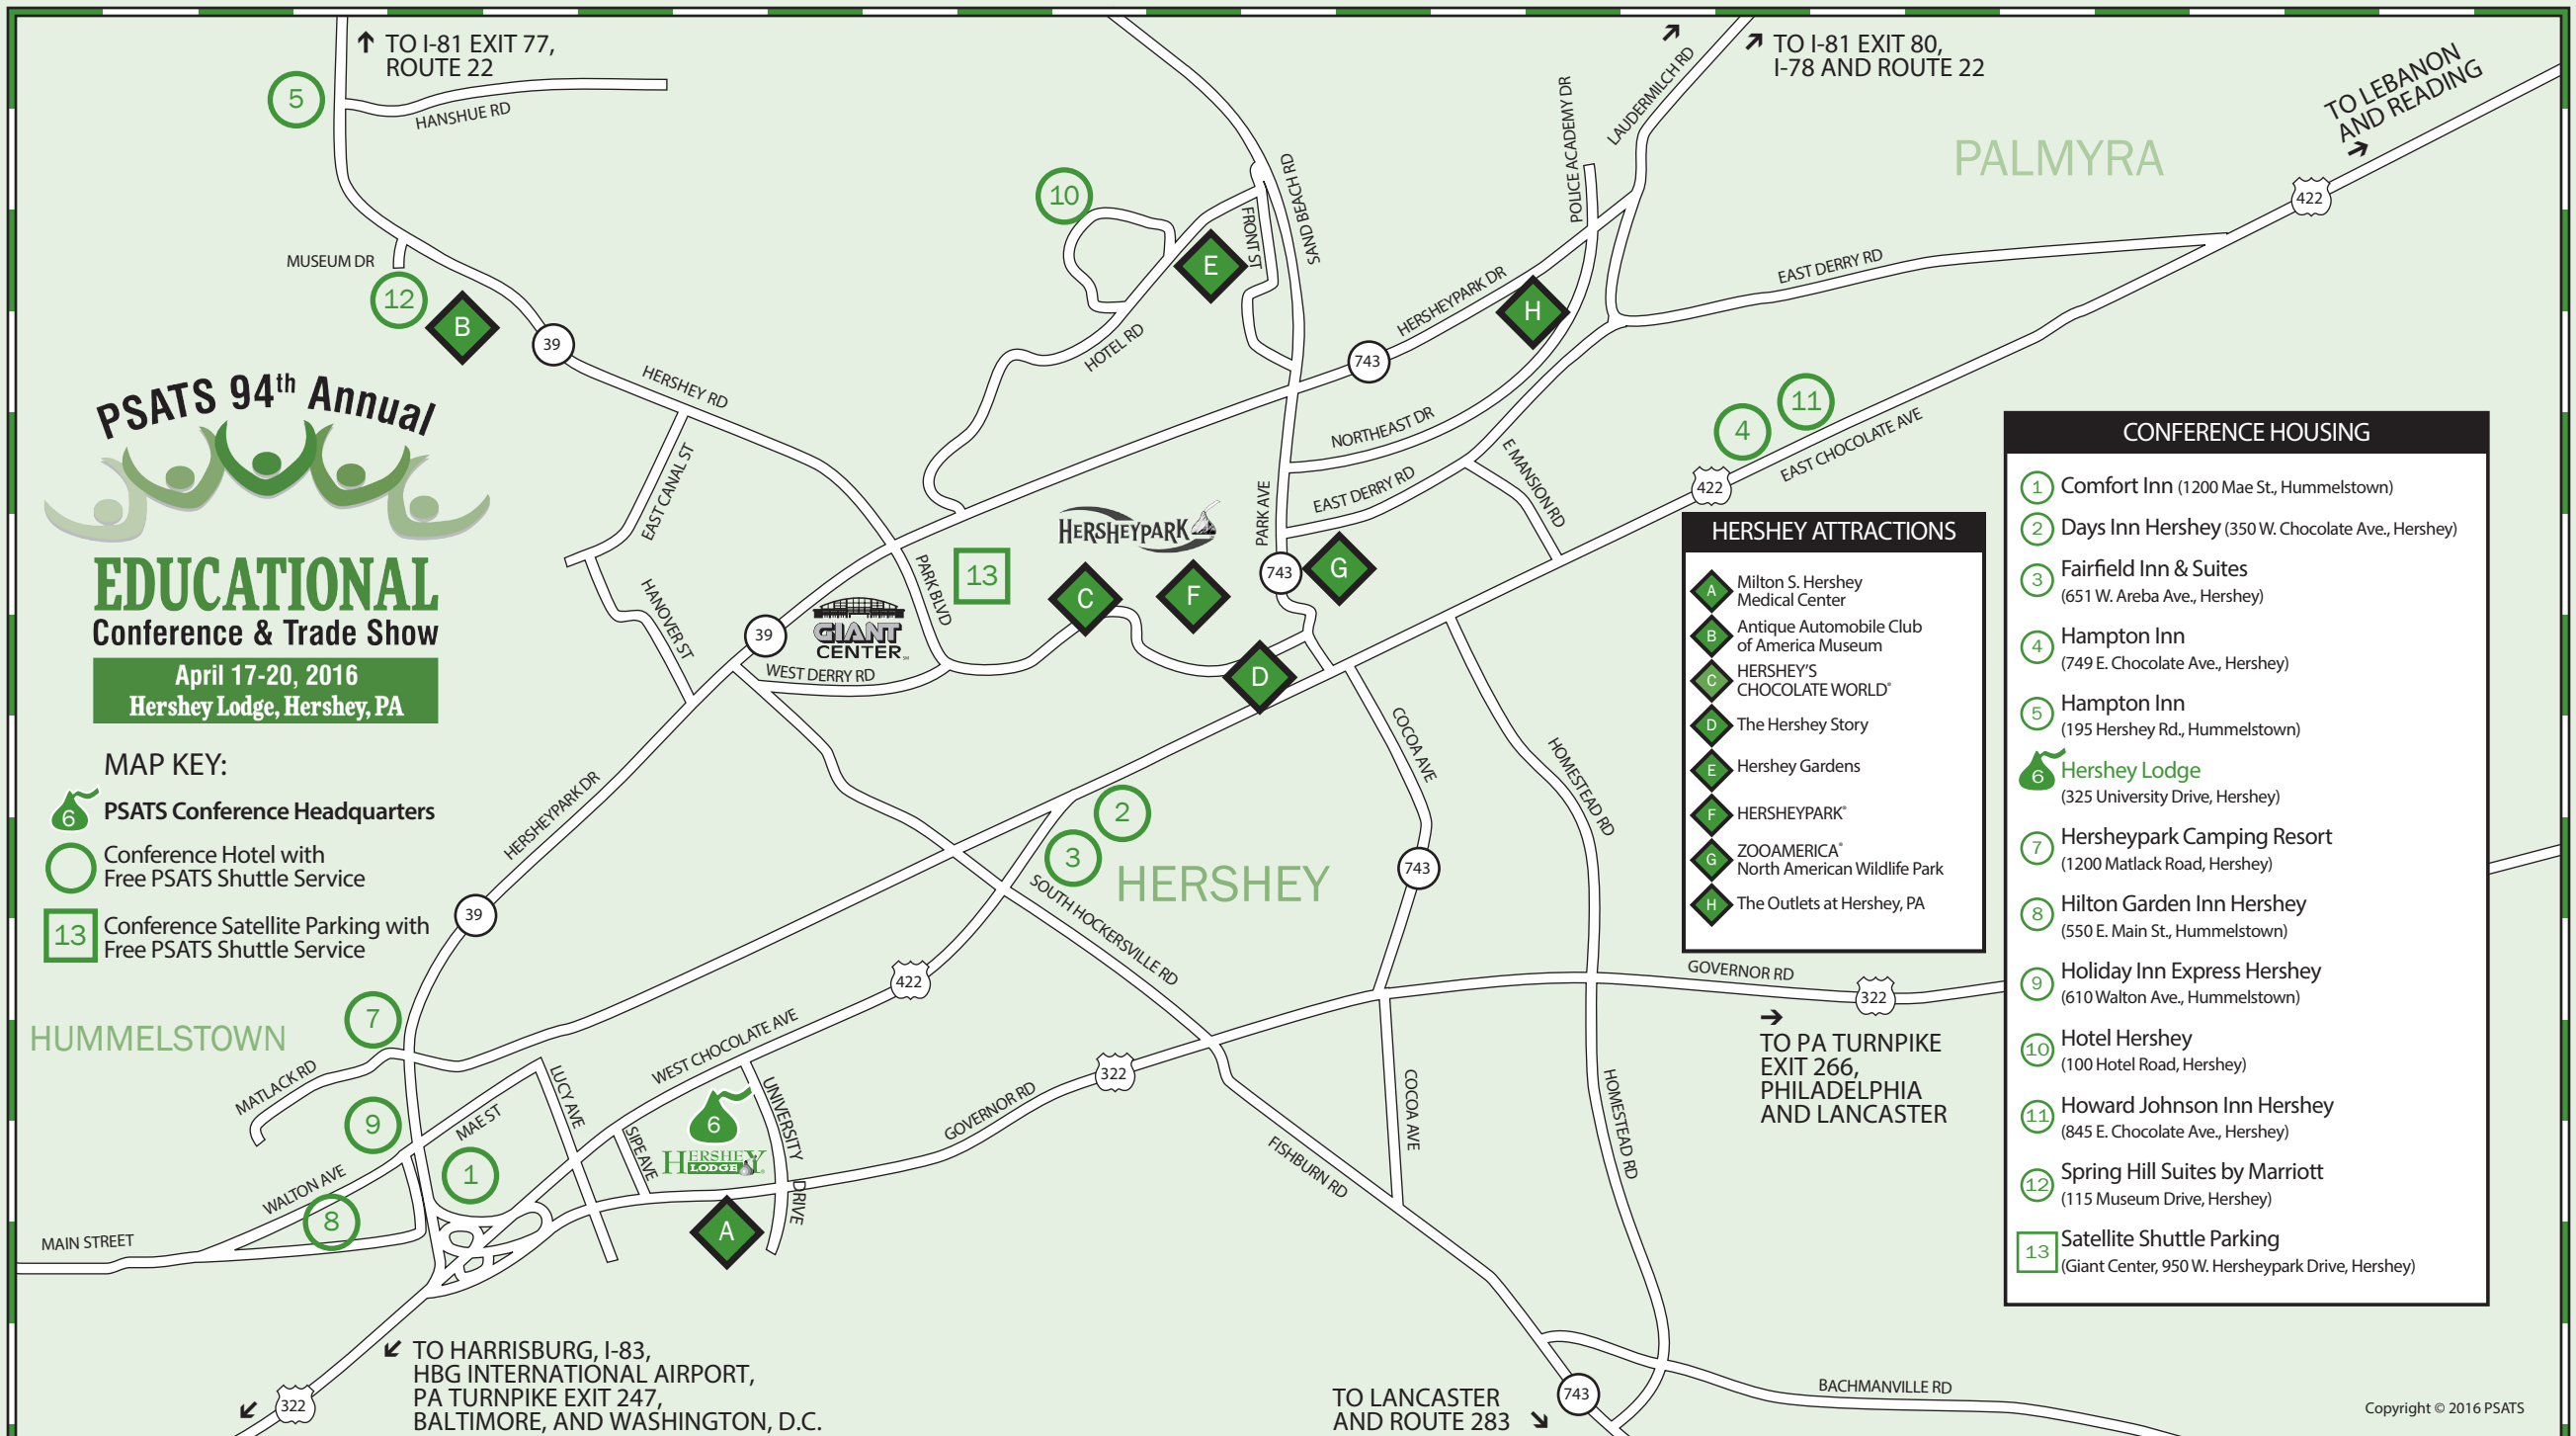 ↑ TO I-81 EXIT 77,
ROUTE 22
TO I-81 EXIT 80,
I-78 AND ROUTE 22
TO LEBANON
AND READING
5
HANSHUE RD
LAUDERMILCH RD
POLICE ACADEMY DR
PALMYRA
422
10
SAND BEACH RD
FRONT ST
E
MUSEUM DR
12
B
39
HERSHEY RD
HOTEL RD
HERSHEYPARK DR
743
H
EAST DERRY RD
PSATS 94th Annual
EDUCATIONAL
Conference & Trade Show
April 17-20, 2016
Hershey Lodge, Hershey, PA
EAST CANAL ST
HANOVER ST
NORTHEAST DR
EAST DERRY RD
E MANSION RD
4
11
422
EAST CHOCOLATE AVE
PARK AVE
HERSHEYPARK
13
PARK BLVD
C
F
743
G
39
GIANT
CENTER
WEST DERRY RD
D
MAP KEY:
6 PSATS Conference Headquarters
Conference Hotel with
Free PSATS Shuttle Service
13 Conference Satellite Parking with
Free PSATS Shuttle Service
HERSHEYPARK DR
39
COCOA AVE
HOMESTEAD RD
2
3
HERSHEY
743
SOUTH HOCKERSVILLE RD
422
HERSHEY ATTRACTIONS
A Milton S. Hershey
Medical Center
B Antique Automobile Club
of America Museum
C HERSHEY'S
CHOCOLATE WORLD®
D The Hershey Story
E Hershey Gardens
F HERSHEYPARK®
G ZOOAMERICA®
North American Wildlife Park
H The Outlets at Hershey, PA
CONFERENCE HOUSING
1 Comfort Inn (1200 Mae St., Hummelstown)
2 Days Inn Hershey (350 W. Chocolate Ave., Hershey)
3 Fairfield Inn & Suites
(651 W. Areba Ave., Hershey)
4 Hampton Inn
(749 E. Chocolate Ave., Hershey)
5 Hampton Inn
(195 Hershey Rd., Hummelstown)
6 Hershey Lodge
(325 University Drive, Hershey)
7 Hersheypark Camping Resort
(1200 Matlack Road, Hershey)
8 Hilton Garden Inn Hershey
(550 E. Main St., Hummelstown)
9 Holiday Inn Express Hershey
(610 Walton Ave., Hummelstown)
10 Hotel Hershey
(100 Hotel Road, Hershey)
11 Howard Johnson Inn Hershey
(845 E. Chocolate Ave., Hershey)
12 Spring Hill Suites by Marriott
(115 Museum Drive, Hershey)
13 Satellite Shuttle Parking
(Giant Center, 950 W. Hersheypark Drive, Hershey)
GOVERNOR RD
322
TO PA TURNPIKE
EXIT 266,
PHILADELPHIA
AND LANCASTER
7
HUMMELSTOWN
MATLACK RD
WEST CHOCOLATE AVE
LUCY AVE
MAE ST
9
1
WALTON AVE
8
MAIN STREET
SIPE AVE
6
HERSHEY
LODGE
UNIVERSITY DRIVE
A
GOVERNOR RD
322
COCOA AVE
HOMESTEAD RD
FISHBURN RD
TO HARRISBURG, I-83,
HBG INTERNATIONAL AIRPORT,
PA TURNPIKE EXIT 247,
BALTIMORE, AND WASHINGTON, D.C.
322
TO LANCASTER
AND ROUTE 283
743
BACHMANVILLE RD
Copyright © 2016 PSATS